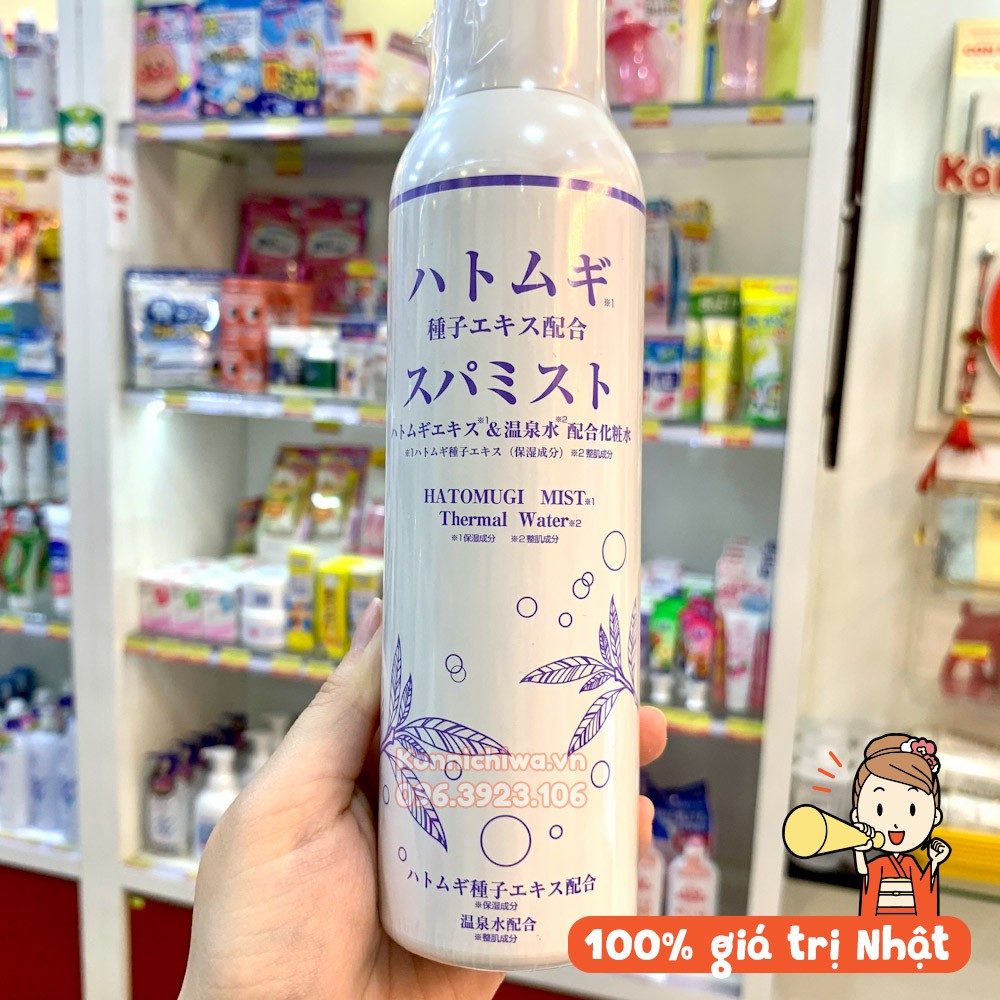 ハトムギ※1
種子エキス配合
スパミスト
ハトムギエキス※1&温泉水※2配合化粧水
※1ハトムギ種子エキス（保湿成分）※2整肌成分
HATOMUGI MIST※1
Thermal Water※2
※1保湿成分 ※2整肌成分
Konnichiwa.vn
096.3923.106
ハトムギ種子エキス配合
※保湿成分
温泉水配合
※整肌成分
100% giá trị Nhật